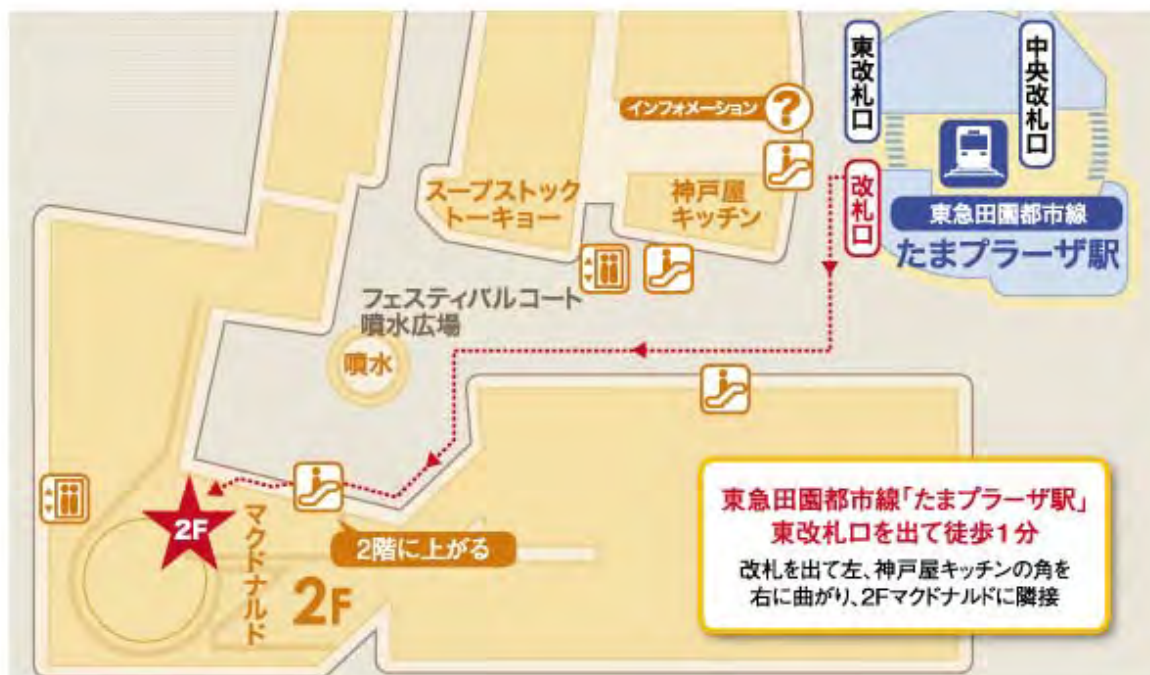 東改札口
中央改札口
インフォメーション
?
改札口
東急田園都市線
たまプラーザ駅
スープストック
トーキョー
神戸屋
キッチン
フェスティバルコート
噴水広場
噴水
2F
マクドナルド
2F
2階に上がる
東急田園都市線「たまプラーザ駅」
東改札口を出て徒歩1分
改札を出て左、神戸屋キッチンの角を
右に曲がり、2Fマクドナルドに隣接